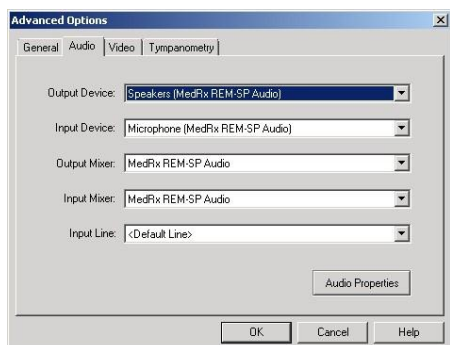 Advanced Options
General Audio Video Tympanometry
Output Device: Speakers (MedRx REM-SP Audio)
Input Device: Microphone (MedRx REM-SP Audio)
Output Mixer: MedRx REM-SP Audio
Input Mixer: MedRx REM-SP Audio
Input Line: <Default Line>
Audio Properties
OK Cancel Help